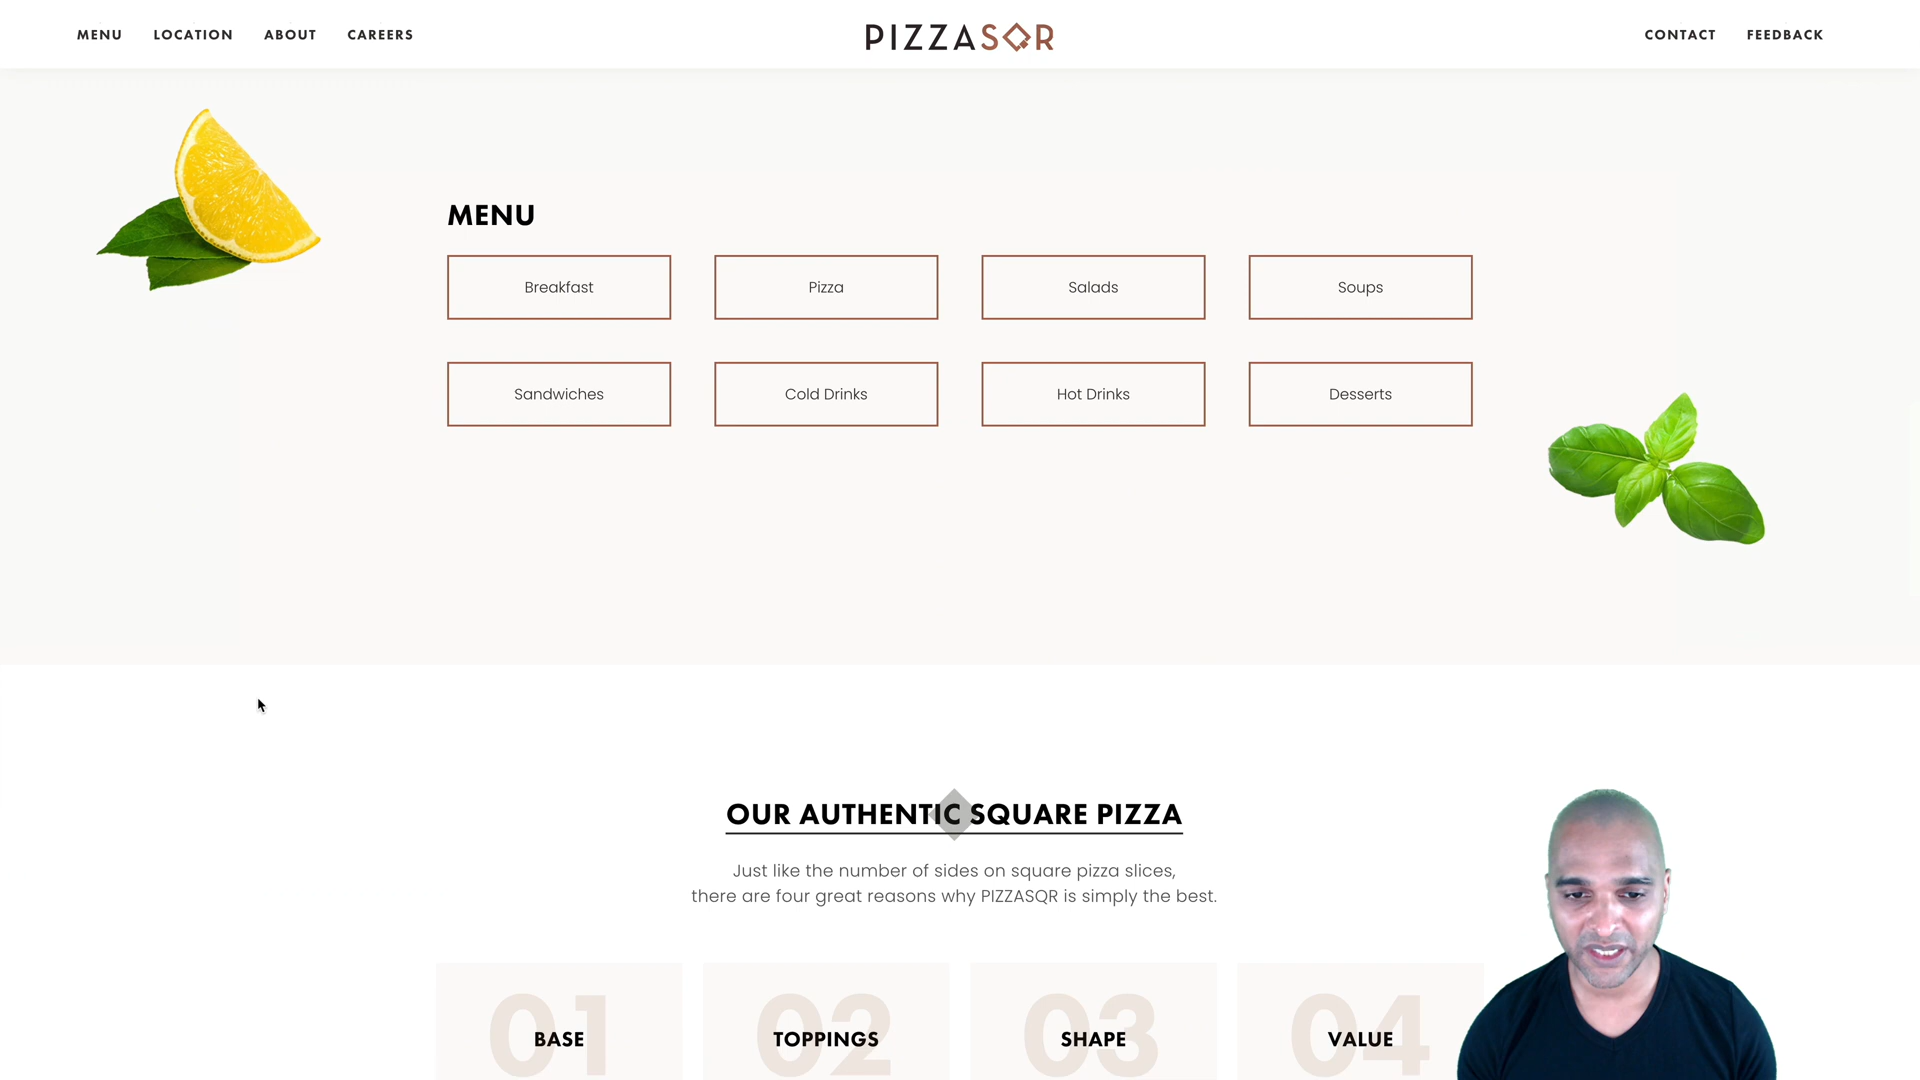 MENU LOCATION ABOUT CAREERS PIZZASQR CONTACT FEEDBACK
MENU
Breakfast Pizza Salads Soups
Sandwiches Cold Drinks Hot Drinks Desserts
OUR AUTHENTIC SQUARE PIZZA
Just like the number of sides on square pizza slices,
there are four great reasons why PIZZASQR is simply the best.
01 02 03 04
BASE TOPPINGS SHAPE VALUE